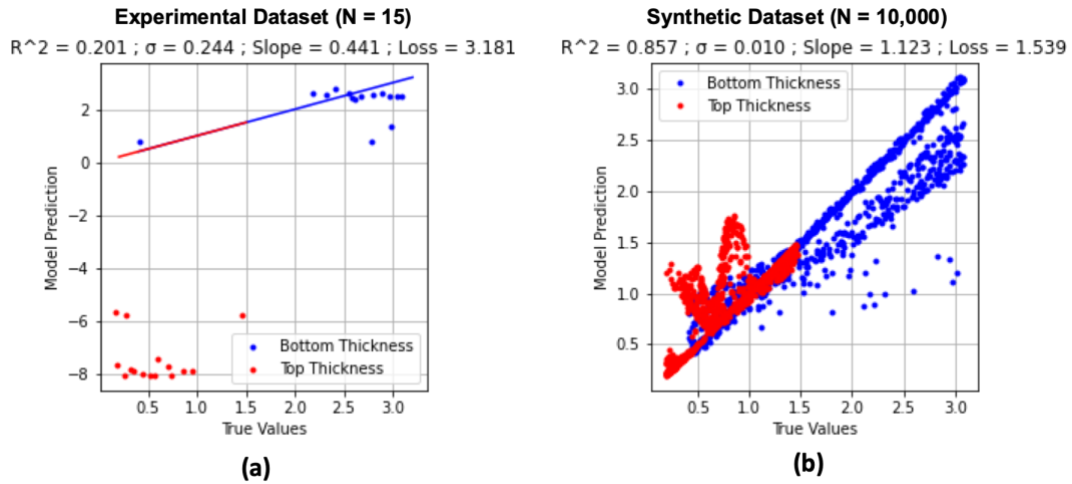 Experimental Dataset (N = 15)
R^2 = 0.201 ; σ = 0.244 ; Slope = 0.441 ; Loss = 3.181
2
0
−2
−4
−6
−8
Model Prediction
Bottom Thickness
Top Thickness
0.5 1.0 1.5 2.0 2.5 3.0
True Values
(a)
Synthetic Dataset (N = 10,000)
R^2 = 0.857 ; σ = 0.010 ; Slope = 1.123 ; Loss = 1.539
Bottom Thickness
Top Thickness
3.0
2.5
2.0
1.5
1.0
0.5
Model Prediction
0.5 1.0 1.5 2.0 2.5 3.0
True Values
(b)